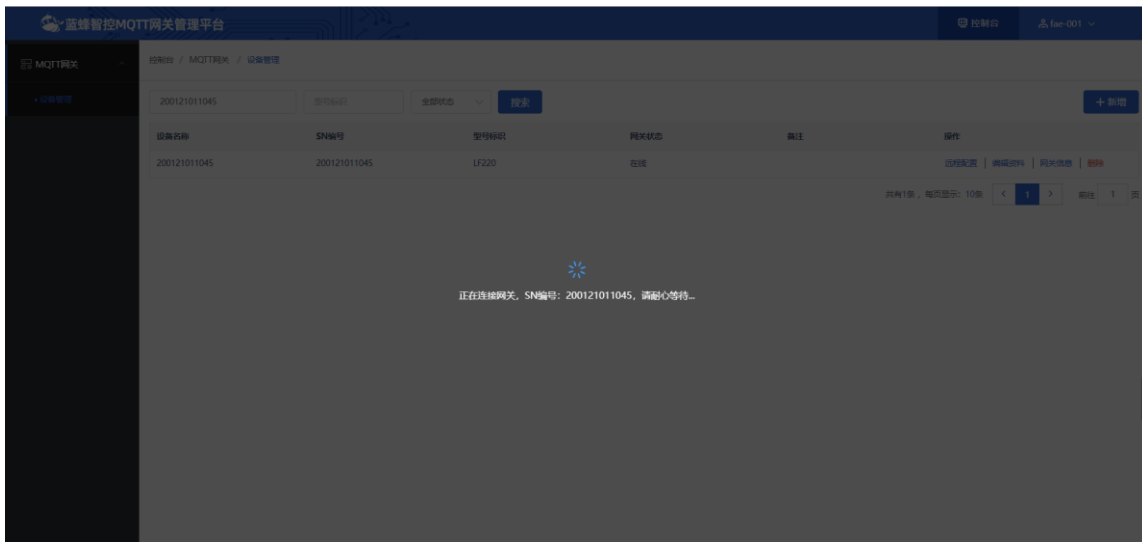 蓝蜂智控MQTT网关管理平台
控制台
fae-001
MQTT网关
控制台 / MQTT网关 / 设备管理
设备管理
200121011045
型号标识
全部状态
搜索
+ 新增
设备名称 SN编号 型号标识 网关状态 备注 操作
200121011045 200121011045 LF220 在线 远程配置 | 编辑资料 | 网关信息 | 删除
共有1条，每页显示: 10条 < 1 > 前往 1 页
正在连接网关, SN编号: 200121011045, 请耐心等待...